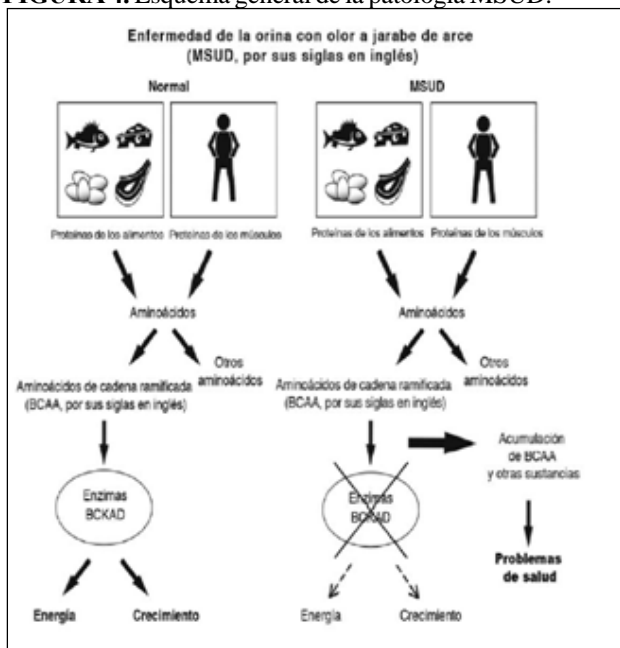 FIGURA 4. Esquema general de la patología MSUD.
Enfermedad de la orina con olor a jarabe de arce
(MSUD, por sus siglas en inglés)
Normal
MSUD
Proteínas de los alimentos
Proteínas de los músculos
Proteínas de los alimentos
Proteínas de los músculos
Aminoácidos
Aminoácidos
Otros
aminoácidos
Otros
aminoácidos
Aminoácidos de cadena ramificada
(BCAA, por sus siglas en inglés)
Aminoácidos de cadena ramificada
(BCAA, por sus siglas en inglés)
Acumulación
de BCAA
y otras sustancias
Enzimas
BCKAD
Enzimas
BCKAD
Problemas
de salud
Energía
Crecimiento
Energía
Crecimiento